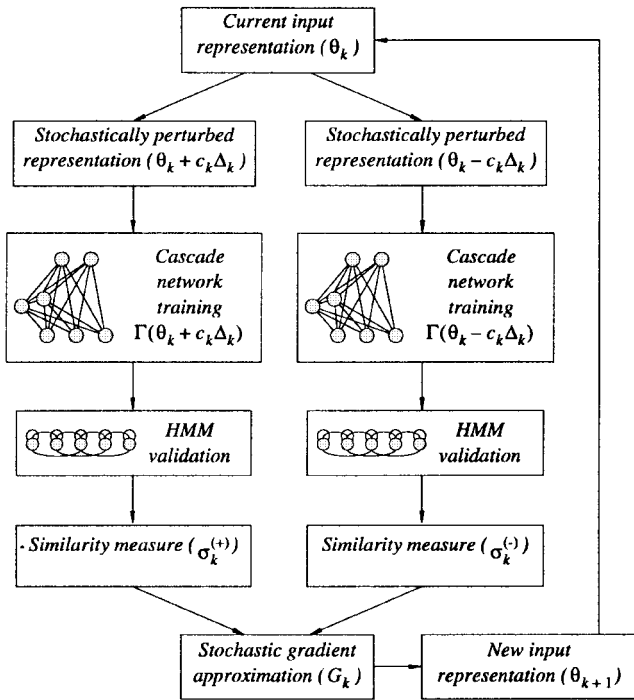 Current input
representation (θ_k)
Stochastically perturbed
representation (θ_k + c_kΔ_k)
Stochastically perturbed
representation (θ_k − c_kΔ_k)
Cascade
network
training
Γ(θ_k + c_kΔ_k)
Cascade
network
training
Γ(θ_k − c_kΔ_k)
HMM
validation
HMM
validation
Similarity measure (σ_k^(+))
Similarity measure (σ_k^(-))
Stochastic gradient
approximation (G_k)
New input
representation (θ_{k+1})